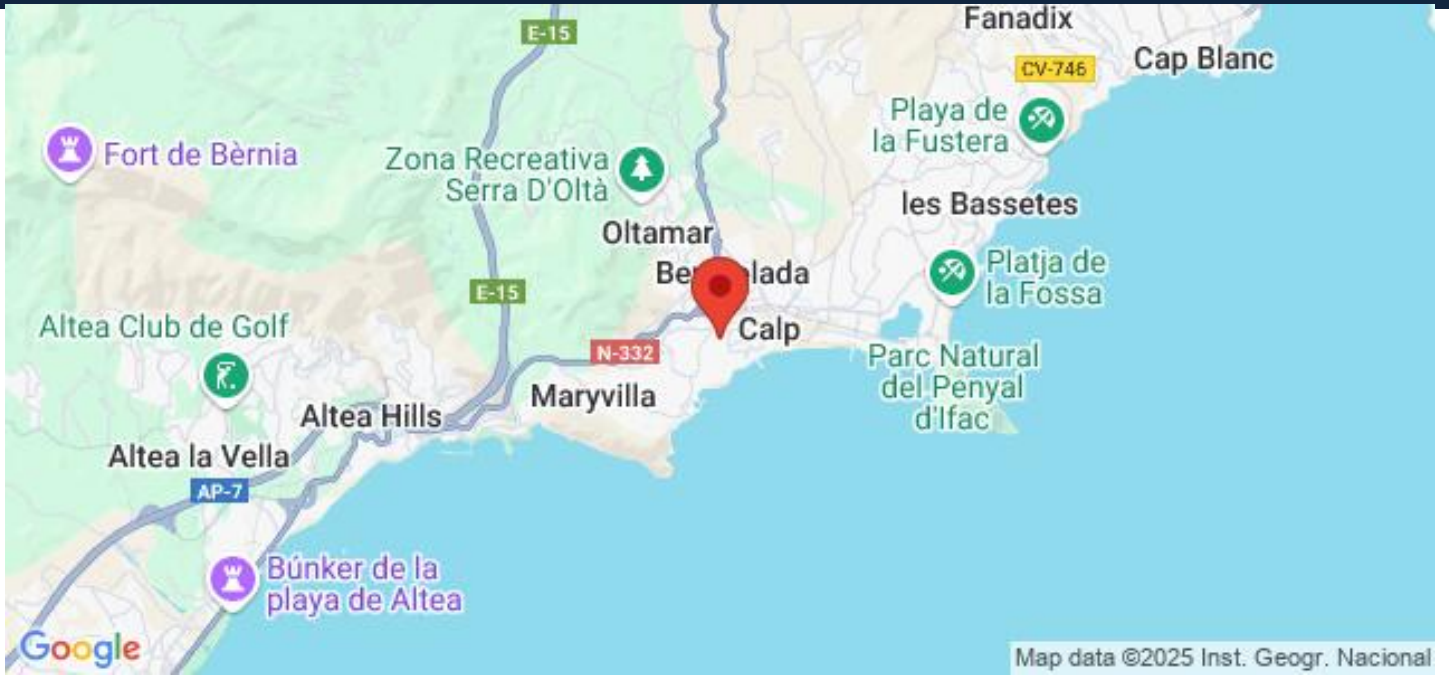 Fanadix
E-15
CV-746
Cap Blanc
Playa de
la Fustera
Fort de Bèrnia
Zona Recreativa
Serra D'Oltà
les Bassetes
Oltamar
Platja de
la Fossa
E-15
Altea Club de Golf
Calp
N-332
Parc Natural
del Penyal
d'Ifac
Maryvilla
Altea Hills
Altea la Vella
AP-7
Búnker de la
playa de Altea
Google
Map data ©2025 Inst. Geogr. Nacional